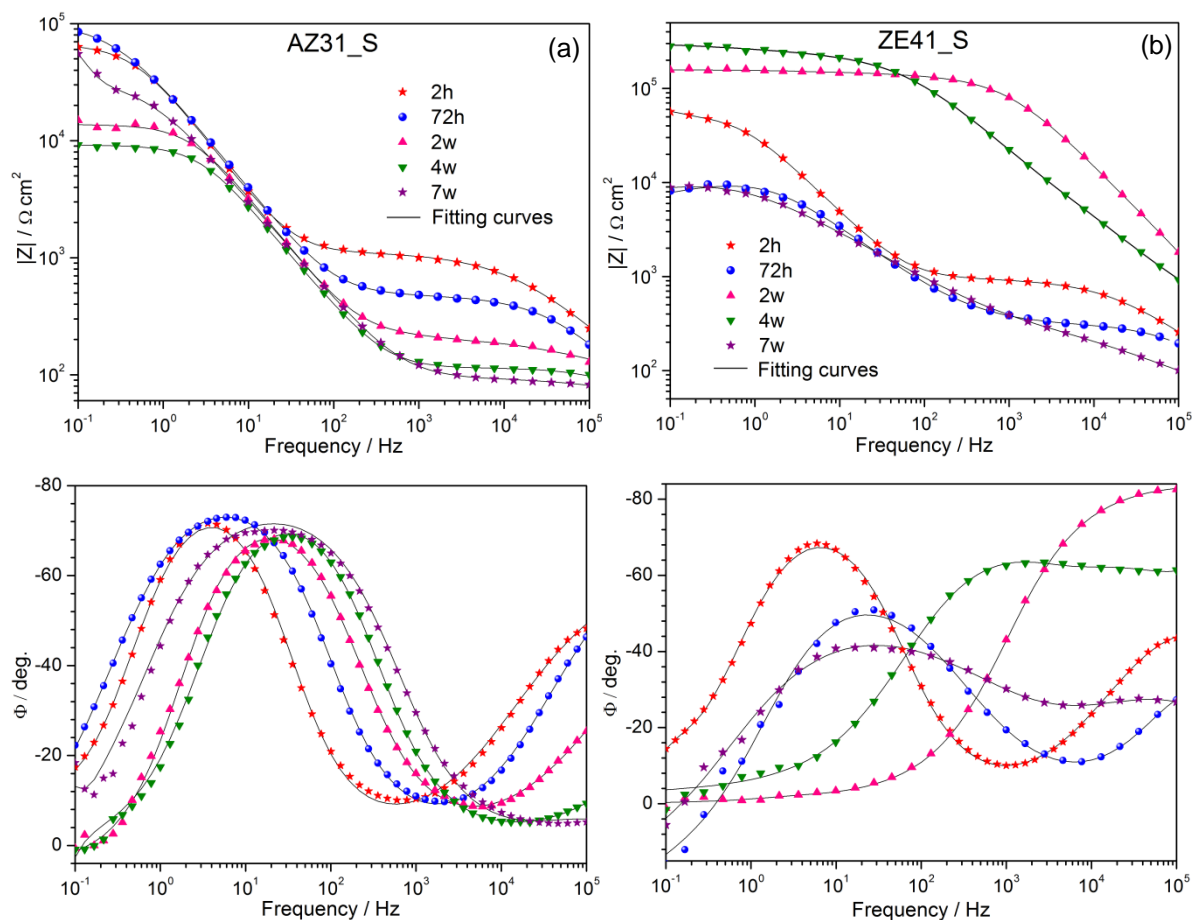 AZ31_S
(a)
|Z| / Ω cm²
10⁵
10⁴
10³
10²
2h
72h
2w
4w
7w
Fitting curves
10⁻¹ 10⁰ 10¹ 10² 10³ 10⁴ 10⁵
Frequency / Hz
ZE41_S
(b)
|Z| / Ω cm²
10⁵
10⁴
10³
10²
2h
72h
2w
4w
7w
Fitting curves
10⁻¹ 10⁰ 10¹ 10² 10³ 10⁴ 10⁵
Frequency / Hz
Φ / deg.
-80
-60
-40
-20
0
10⁻¹ 10⁰ 10¹ 10² 10³ 10⁴ 10⁵
Frequency / Hz
Φ / deg.
-80
-60
-40
-20
0
10⁻¹ 10⁰ 10¹ 10² 10³ 10⁴ 10⁵
Frequency / Hz